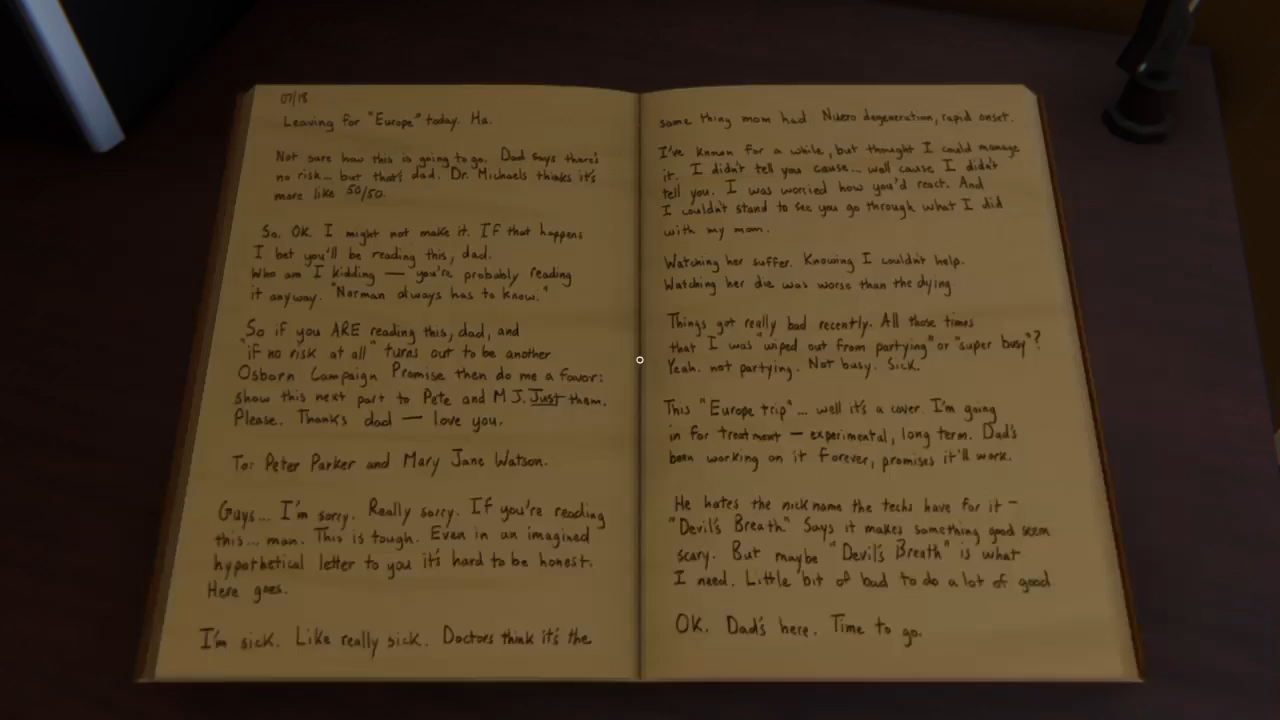 07/18
Leaving for "Europe" today. Ha.
Not sure how this is going to go. Dad says there's
no risk... but that's dad. Dr. Michaels thinks it's
more like 50/50.
So. OK. I might not make it. IF that happens
I bet you'll be reading this, dad.
Who am I kidding — you're probably reading
it anyway. "Norman always has to know."
So if you ARE reading this, dad, and
"if no risk at all" turns out to be another
Osborn Campaign Promise then do me a favor:
show this next part to Pete and MJ. Just them.
Please. Thanks dad — love you.
To: Peter Parker and Mary Jane Watson.
Guys... I'm sorry. Really sorry. If you're reading
this... man. This is tough. Even in an imagined
hypothetical letter to you it's hard to be honest.
Here goes.
I'm sick. Like really sick. Doctors think it's the
same thing mom had Nuero degeneration, rapid onset.
I've known for a while, but thought I could manage
it. I didn't tell you cause... well cause I didn't
tell you. I was worried how you'd react. And
I couldn't stand to see you go through what I did
with my mom.
Watching her suffer. Knowing I couldn't help.
Watching her die was worse than the dying.
Things got really bad recently. All those times
that I was "wiped out from partying" or "super busy"?
Yeah. not partying. Not busy. Sick.
This "Europe trip"... well it's a cover. I'm going
in for treatment — experimental, long term. Dad's
been working on it forever, promises it'll work.
He hates the nickname the techs have for it -
"Devil's Breath." Says it makes something good seem
scary. But maybe "Devil's Breath" is what
I need. Little bit of bad to do a lot of good
OK. Dad's here. Time to go.